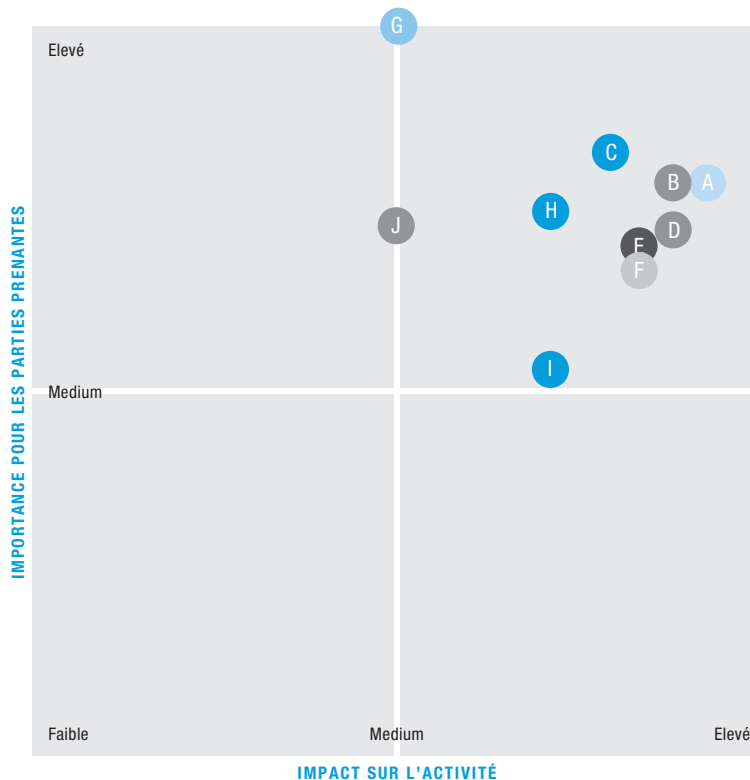 G
Elevé
C
B
A
H
J
D
E
F
I
Medium
IMPORTANCE POUR LES PARTIES PRENANTES
Faible
Medium
Elevé
IMPACT SUR L'ACTIVITÉ